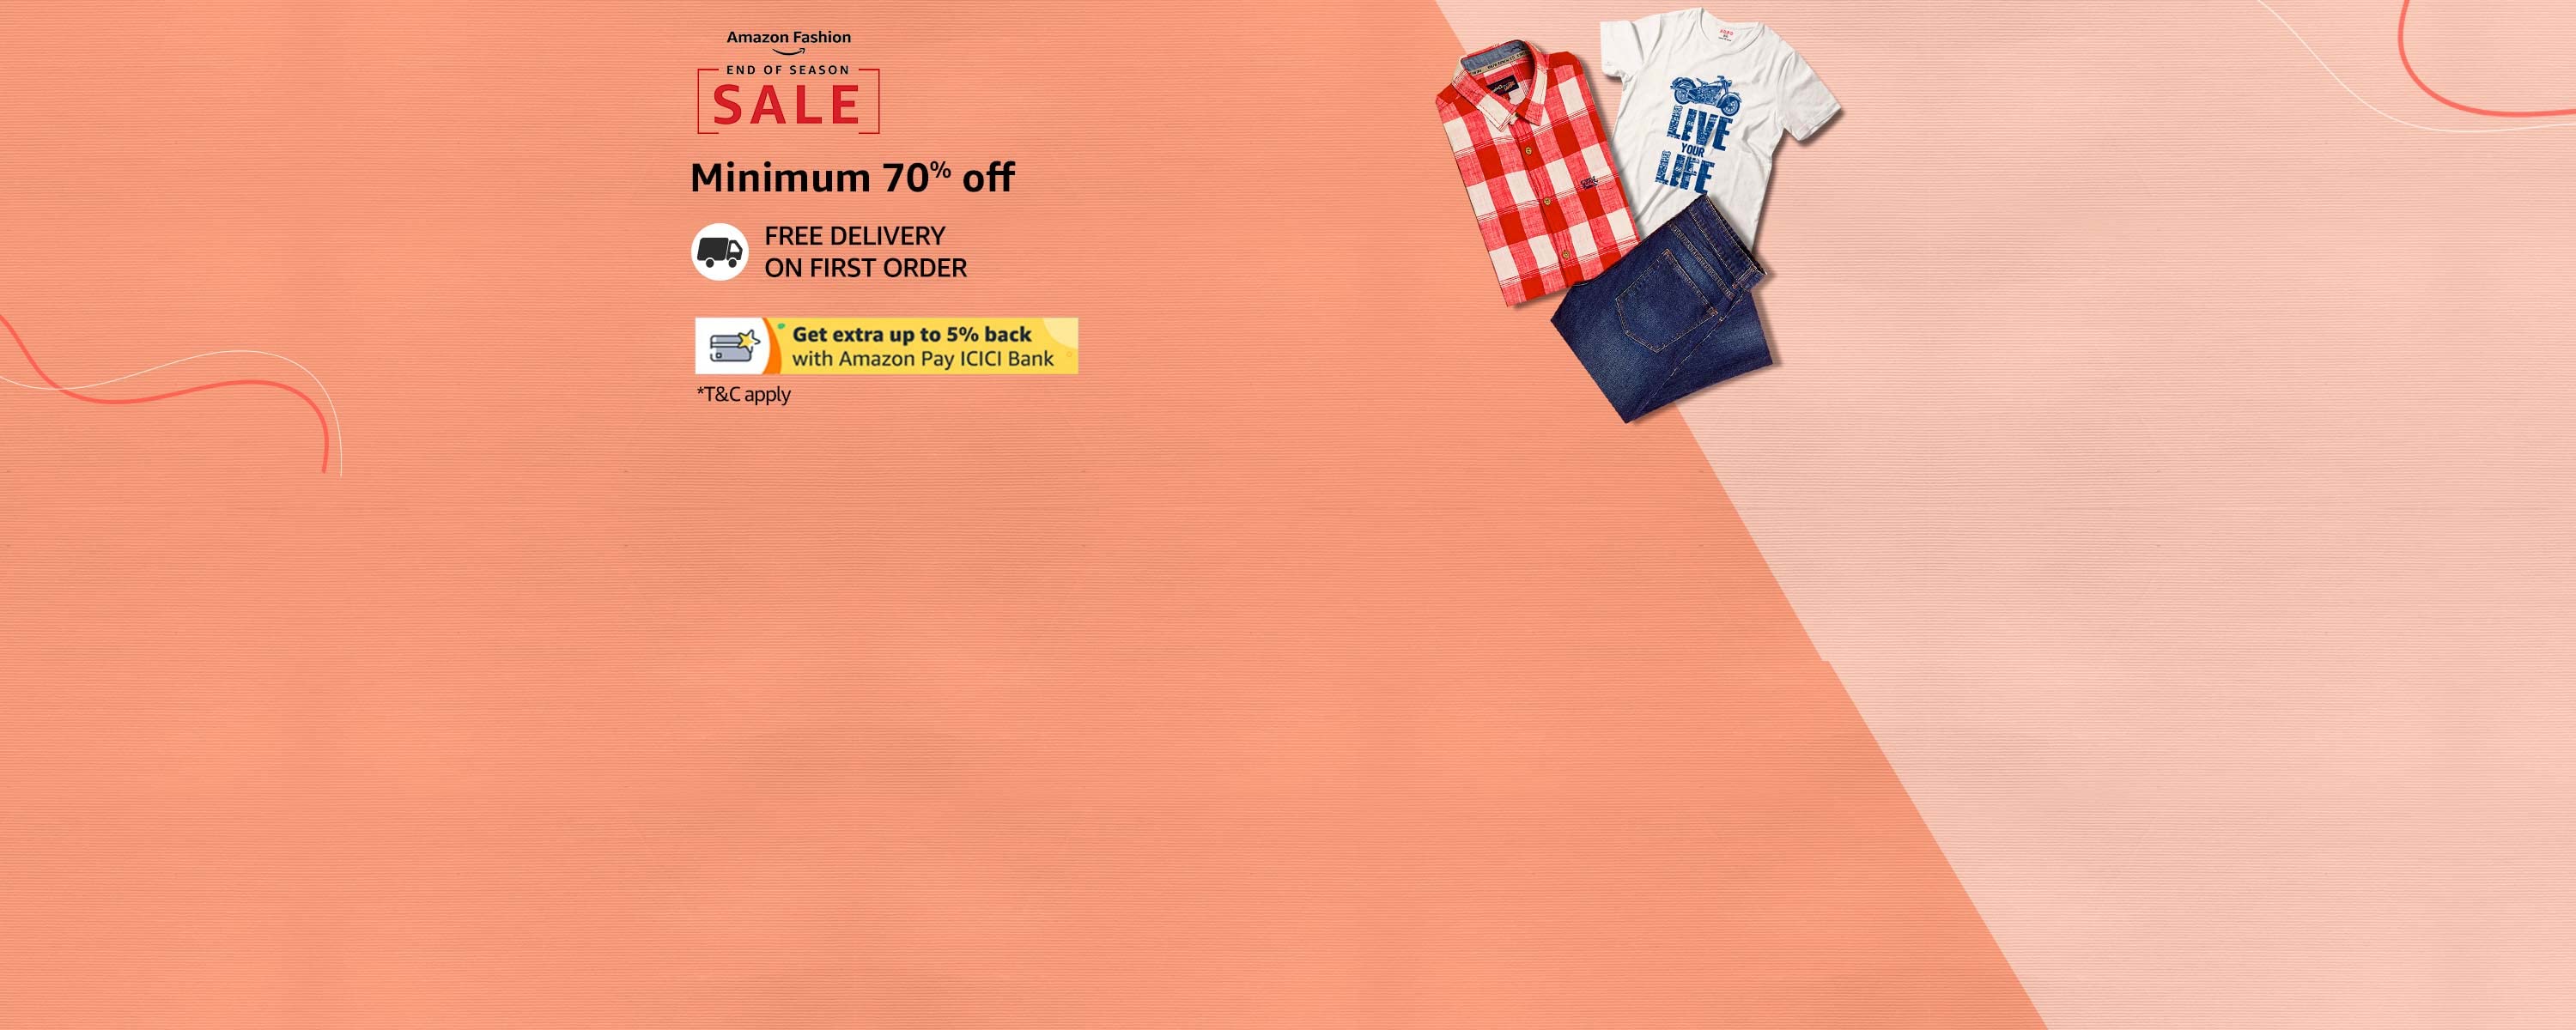 Amazon Fashion
END OF SEASON
SALE
Minimum 70% off
FREE DELIVERY
ON FIRST ORDER
Get extra up to 5% back
with Amazon Pay ICICI Bank
*T&C apply
LIVE
YOUR
LIFE